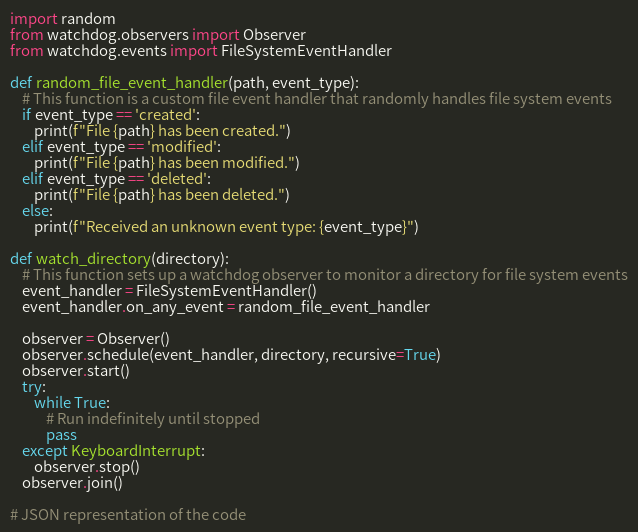 import random
from watchdog.observers import Observer
from watchdog.events import FileSystemEventHandler

def random_file_event_handler(path, event_type):
    # This function is a custom file event handler that randomly handles file system events
    if event_type == 'created':
        print(f"File {path} has been created.")
    elif event_type == 'modified':
        print(f"File {path} has been modified.")
    elif event_type == 'deleted':
        print(f"File {path} has been deleted.")
    else:
        print(f"Received an unknown event type: {event_type}")

def watch_directory(directory):
    # This function sets up a watchdog observer to monitor a directory for file system events
    event_handler = FileSystemEventHandler()
    event_handler.on_any_event = random_file_event_handler

    observer = Observer()
    observer.schedule(event_handler, directory, recursive=True)
    observer.start()
    try:
        while True:
            # Run indefinitely until stopped
            pass
    except KeyboardInterrupt:
        observer.stop()
    observer.join()

# JSON representation of the code